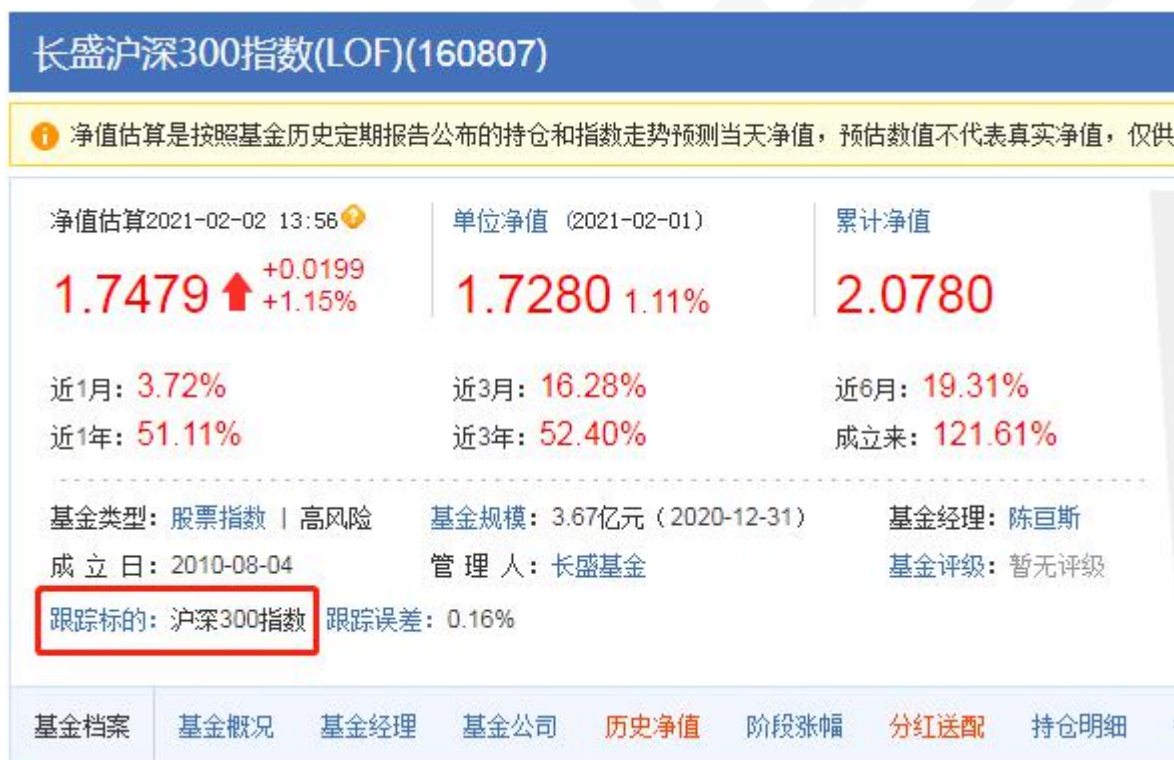 长盛沪深300指数(LOF)(160807)
净值估算是按照基金历史定期报告公布的持仓和指数走势预测当天净值，预估数值不代表真实净值，仅供
净值估算2021-02-02 13:56 单位净值 (2021-02-01) 累计净值
1.7479 +0.0199 +1.15% 1.7280 1.11% 2.0780
近1月: 3.72% 近3月: 16.28% 近6月: 19.31%
近1年: 51.11% 近3年: 52.40% 成立来: 121.61%
基金类型: 股票指数 | 高风险 基金规模: 3.67亿元 (2020-12-31) 基金经理: 陈亘斯
成 立 日: 2010-08-04 管 理 人: 长盛基金 基金评级: 暂无评级
跟踪标的: 沪深300指数 跟踪误差: 0.16%
基金档案 基金概况 基金经理 基金公司 历史净值 阶段涨幅 分红送配 持仓明细